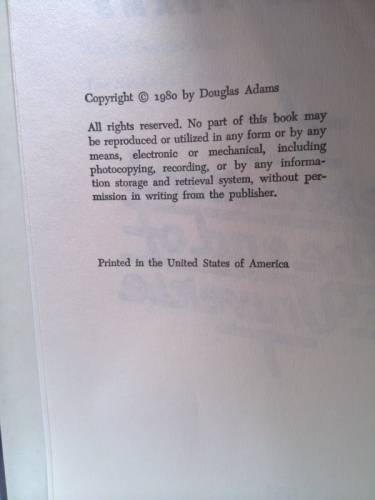 Copyright © 1980 by Douglas Adams
All rights reserved. No part of this book may
be reproduced or utilized in any form or by any
means, electronic or mechanical, including
photocopying, recording, or by any informa-
tion storage and retrieval system, without per-
mission in writing from the publisher.
Printed in the United States of America